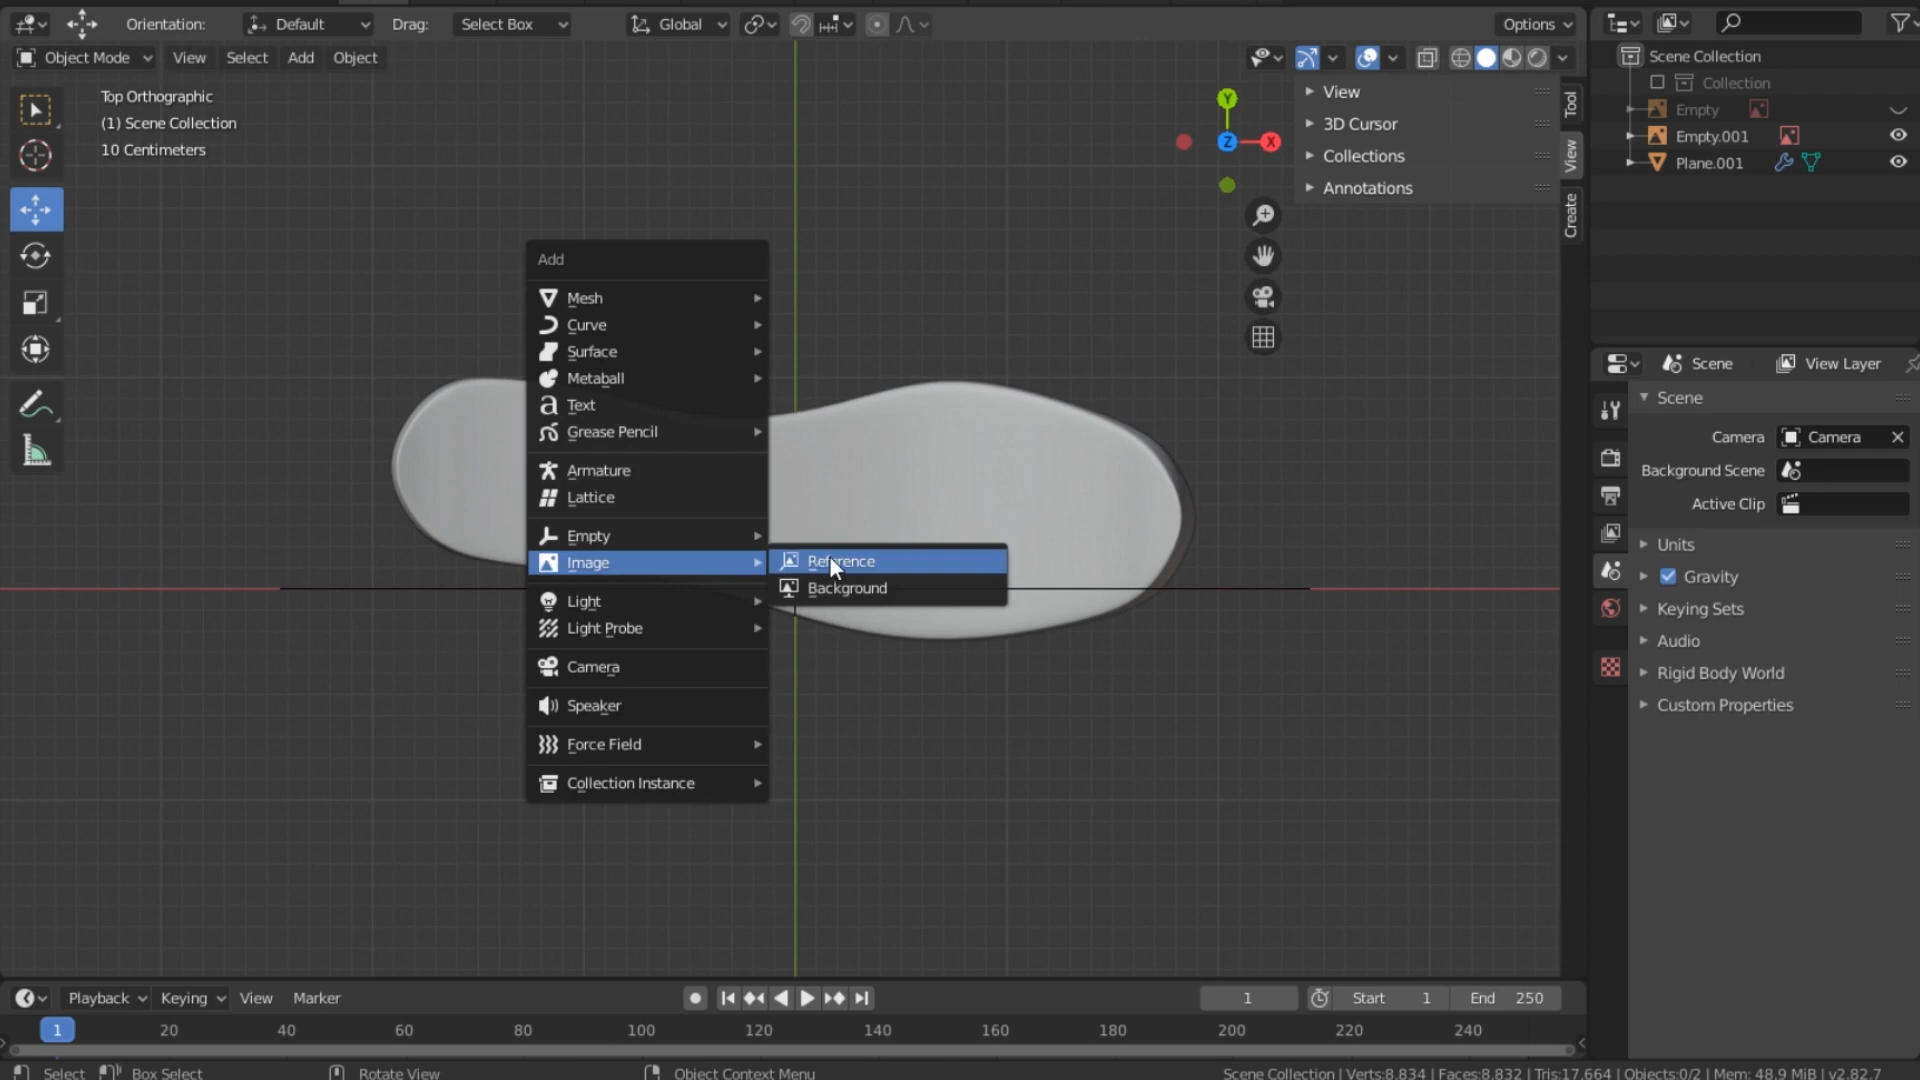 Orientation: Default Drag: Select Box Global Options
Object Mode View Select Add Object
Top Orthographic
(1) Scene Collection
10 Centimeters
Y
Z X
View
3D Cursor
Collections
Annotations
Tool
View
Create
Add
Mesh
Curve
Surface
Metaball
Text
Grease Pencil
Armature
Lattice
Empty
Image
Reference
Background
Light
Light Probe
Camera
Speaker
Force Field
Collection Instance
Scene Collection
Collection
Empty
Empty.001
Plane.001
Scene View Layer
Scene
Camera Camera
Background Scene
Active Clip
Units
Gravity
Keying Sets
Audio
Rigid Body World
Custom Properties
Playback Keying View Marker 1 Start 1 End 250
1 20 40 60 80 100 120 140 160 180 200 220 240
Select Box Select Rotate View Object Context Menu Scene Collection | Verts:8,834 | Faces:8,832 | Tris:17,664 | Objects:0/2 | Mem: 48.9 MiB | v2.82.7